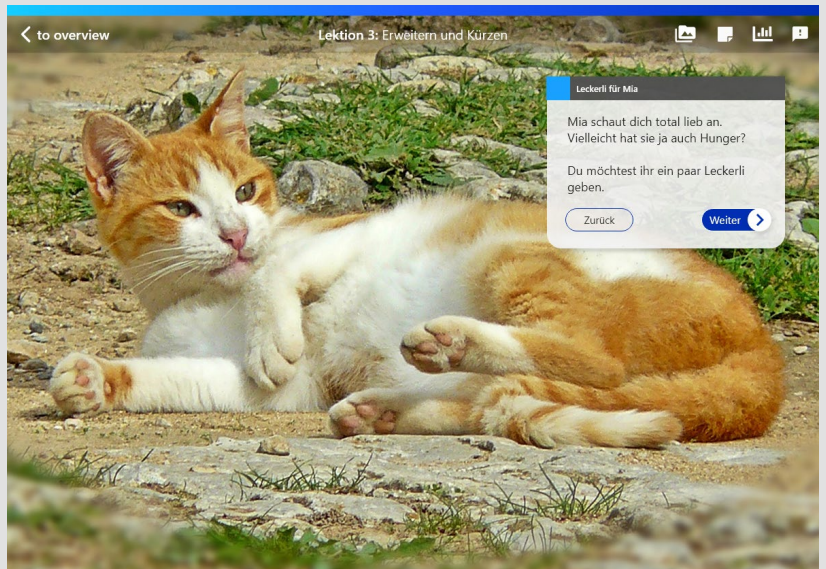 to overview
Lektion 3: Erweitern und Kürzen
Leckerli für Mia
Mia schaut dich total lieb an.
Vielleicht hat sie ja auch Hunger?
Du möchtest ihr ein paar Leckerli
geben.
Zurück
Weiter